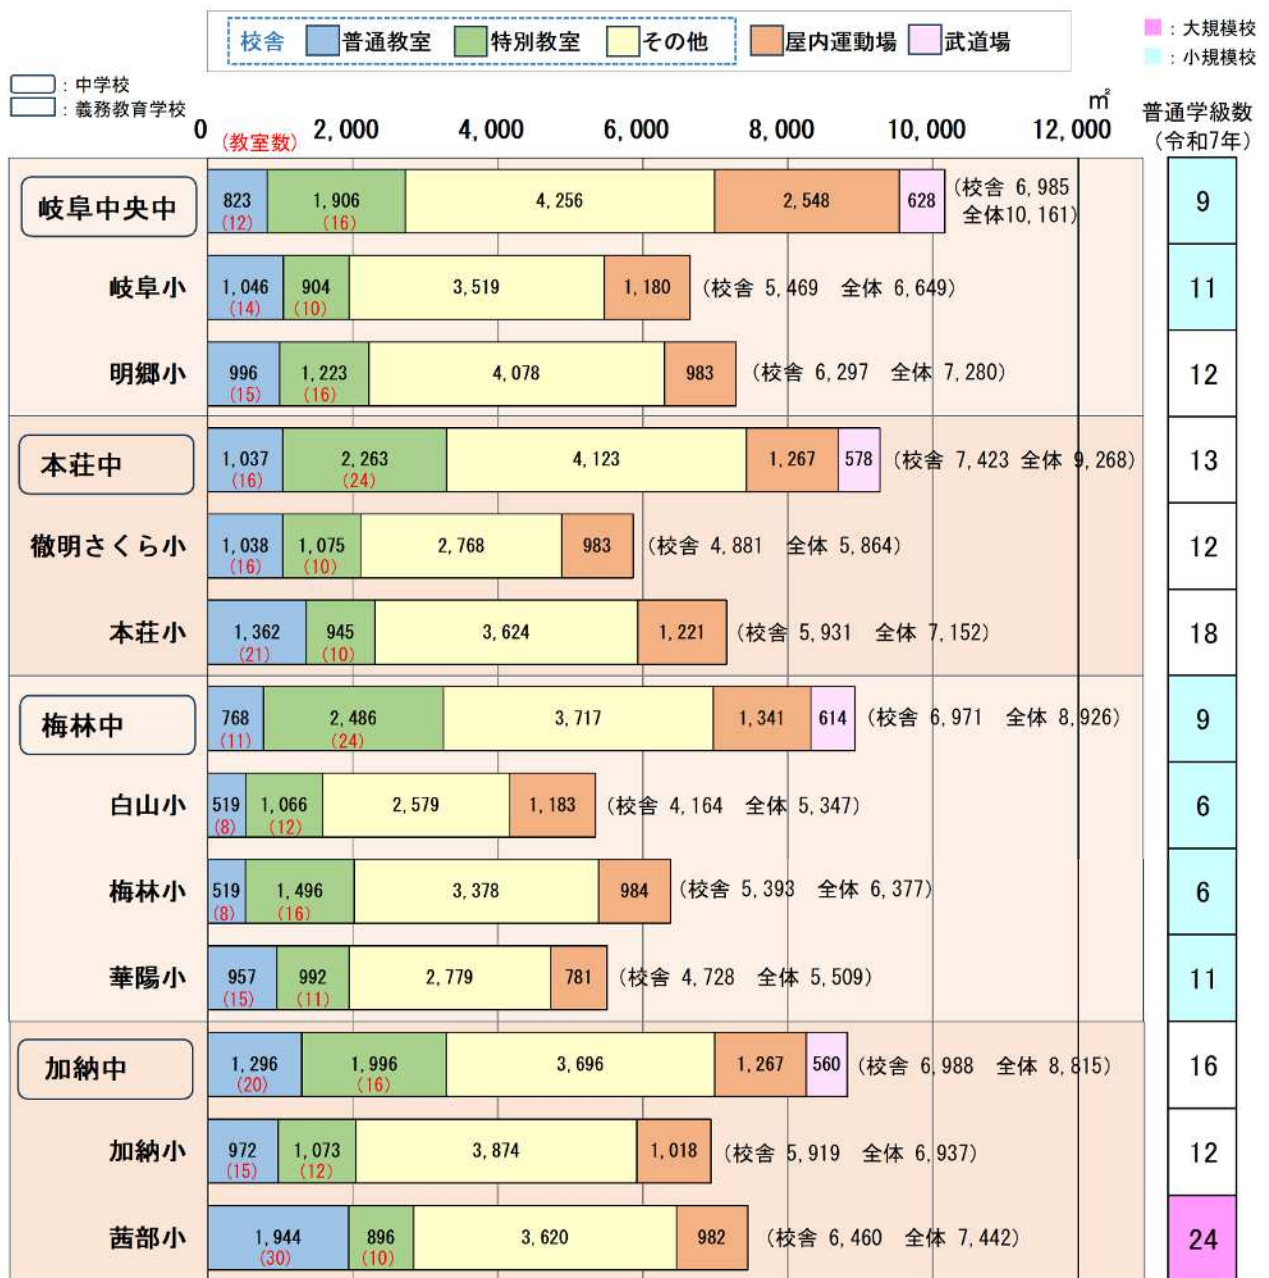 校舎 普通教室 特別教室 その他 屋内運動場 武道場
：大規模校
：小規模校
：中学校
：義務教育学校
㎡
普通学級数
(令和7年)
0 2,000 4,000 6,000 8,000 10,000 12,000
(教室数)
岐阜中央中 823 1,906 4,256 2,548 628 (校舎 6,985 9
(12) (16) 全体10,161)
岐阜小 1,046 904 3,519 1,180 (校舎 5,469 全体 6,649) 11
(14) (10)
明郷小 996 1,223 4,078 983 (校舎 6,297 全体 7,280) 12
(15) (16)
本荘中 1,037 2,263 4,123 1,267 578 (校舎 7,423 全体 9,268) 13
(16) (24)
徹明さくら小 1,038 1,075 2,768 983 (校舎 4,881 全体 5,864) 12
(16) (10)
本荘小 1,362 945 3,624 1,221 (校舎 5,931 全体 7,152) 18
(21) (10)
梅林中 768 2,486 3,717 1,341 614 (校舎 6,971 全体 8,926) 9
(11) (24)
白山小 519 1,066 2,579 1,183 (校舎 4,164 全体 5,347) 6
(8) (12)
梅林小 519 1,496 3,378 984 (校舎 5,393 全体 6,377) 6
(8) (16)
華陽小 957 992 2,779 781 (校舎 4,728 全体 5,509) 11
(15) (11)
加納中 1,296 1,996 3,696 1,267 560 (校舎 6,988 全体 8,815) 16
(20) (16)
加納小 972 1,073 3,874 1,018 (校舎 5,919 全体 6,937) 12
(15) (12)
茜部小 1,944 896 3,620 982 (校舎 6,460 全体 7,442) 24
(30) (10)